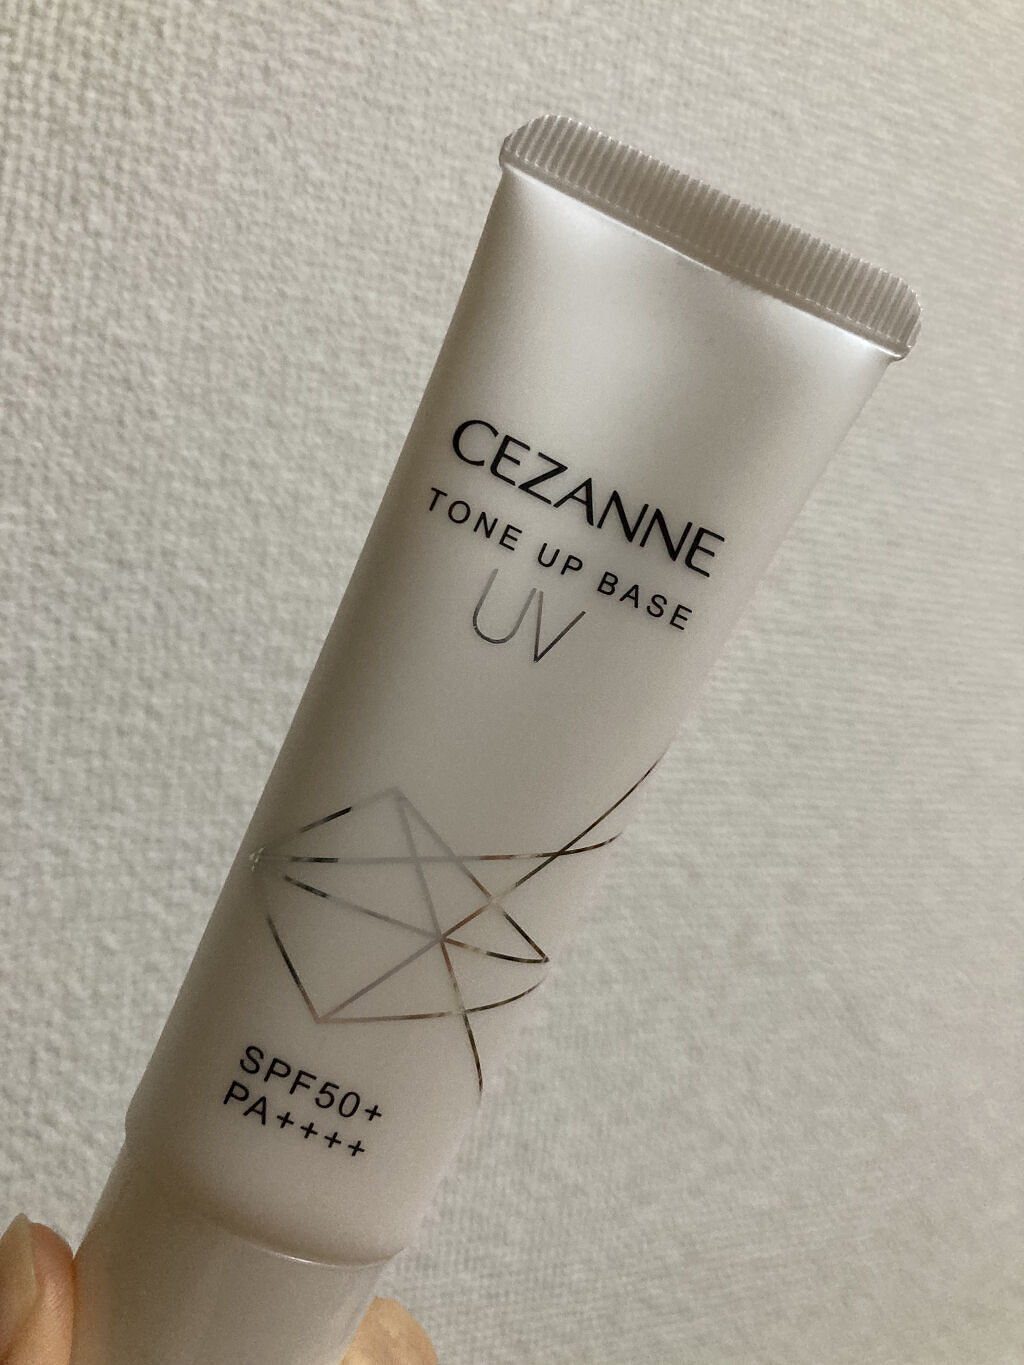 CEZANNE
TONE UP BASE
UV
SPF50+
PA++++